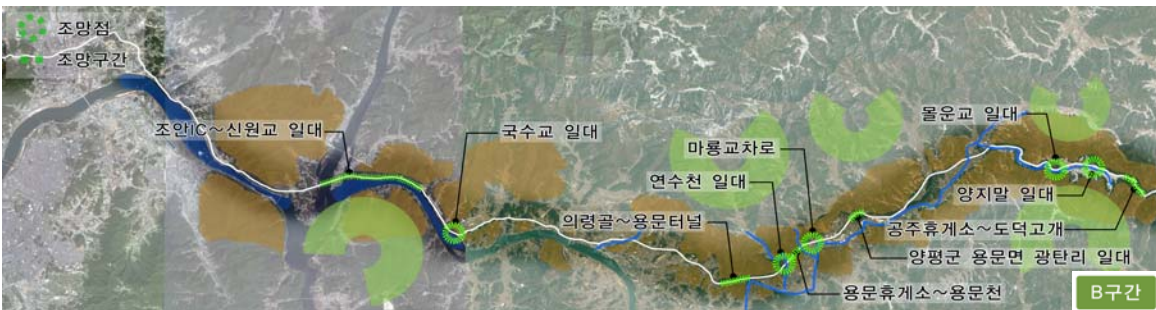 조망점
조망구간
조안IC~신원교 일대
국수교 일대
몰운교 일대
마룡교차로
연수천 일대
양지말 일대
의령골~용문터널
공주휴게소~도덕고개
양평군 용문면 광탄리 일대
용문휴게소~용문천
B구간